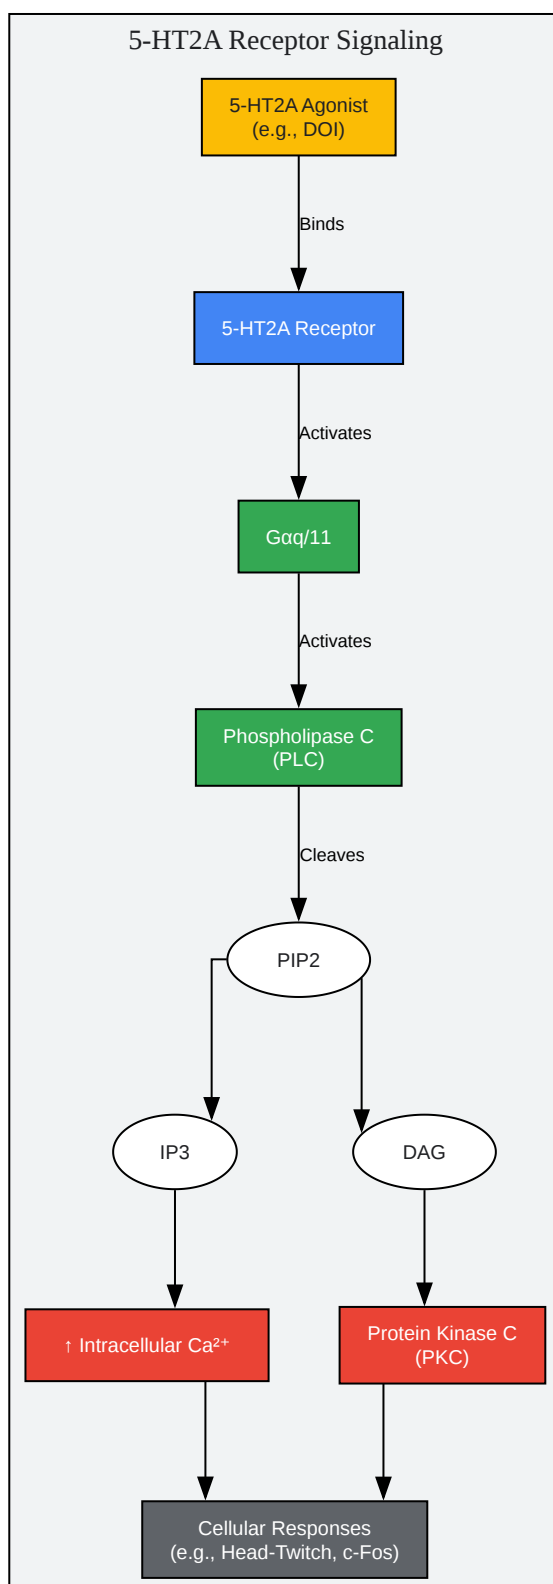 5-HT2A Receptor Signaling
5-HT2A Agonist
(e.g., DOI)
Binds
5-HT2A Receptor
Activates
Gαq/11
Activates
Phospholipase C
(PLC)
Cleaves
PIP2
IP3
DAG
↑ Intracellular Ca²⁺
Protein Kinase C
(PKC)
Cellular Responses
(e.g., Head-Twitch, c-Fos)